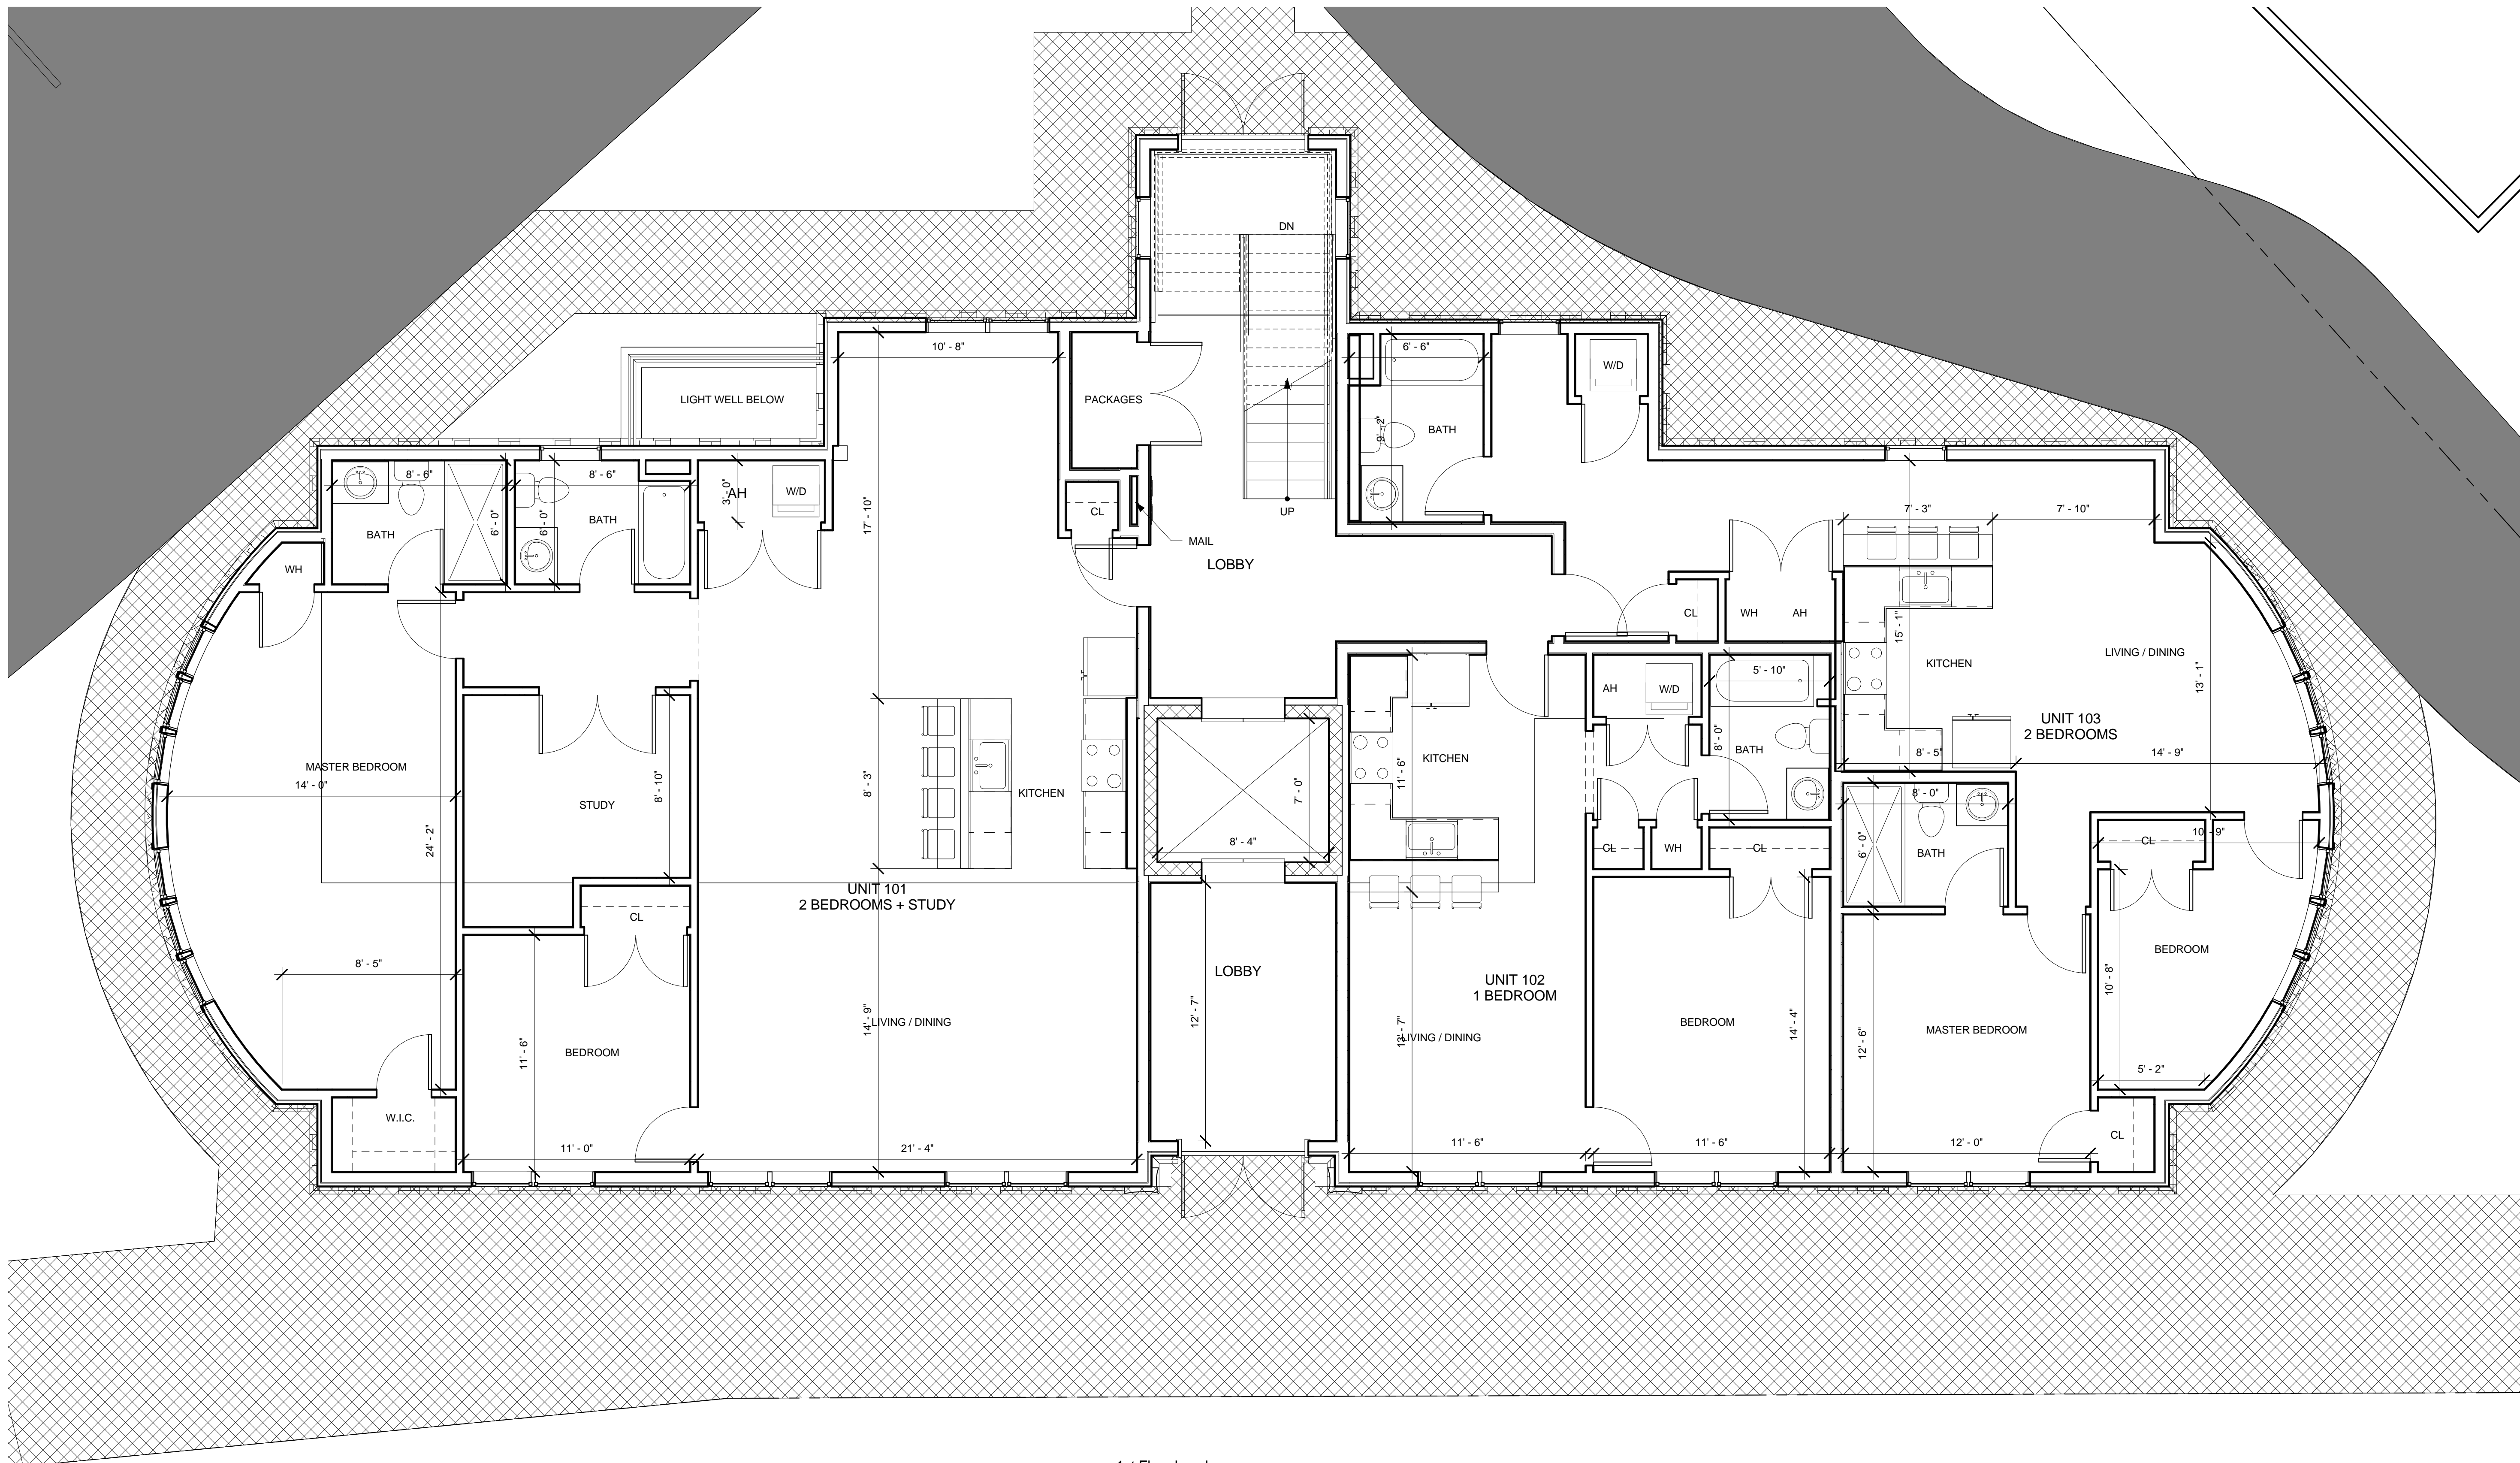 DN
10' - 8"
6' - 6"
W/D
LIGHT WELL BELOW
PACKAGES
9' - 2"
BATH
8' - 6"
8' - 6"
3' - 0"
AH
W/D
17' - 10"
CL
UP
7' - 3"
7' - 10"
BATH
6' - 0"
6' - 0"
BATH
MAIL
LOBBY
WH
CL
WH
AH
15' - 1"
KITCHEN
LIVING / DINING
13' - 1"
AH
W/D
5' - 10"
UNIT 103
2 BEDROOMS
8' - 0"
BATH
8' - 5"
14' - 9"
MASTER BEDROOM
14' - 0"
STUDY
8' - 10"
8' - 3"
KITCHEN
7' - 0"
8' - 4"
KITCHEN
11' - 6"
8' - 0"
24' - 2"
CL
WH
CL
6' - 0"
BATH
10' - 9"
CL
UNIT 101
2 BEDROOMS + STUDY
CL
8' - 5"
LOBBY
UNIT 102
1 BEDROOM
BEDROOM
10' - 8"
11' - 6"
BEDROOM
14' - 9"
LIVING / DINING
12' - 7"
LIVING / DINING
BEDROOM
14' - 4"
12' - 6"
MASTER BEDROOM
5' - 2"
W.I.C.
CL
11' - 0"
21' - 4"
11' - 6"
11' - 6"
12' - 0"